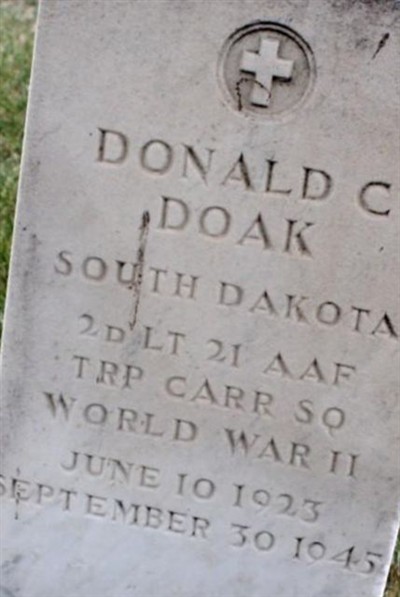 DONALD C
DOAK
SOUTH DAKOTA
2D LT 21 AAF
TRP CARR SQ
WORLD WAR II
JUNE 10 1923
SEPTEMBER 30 1945